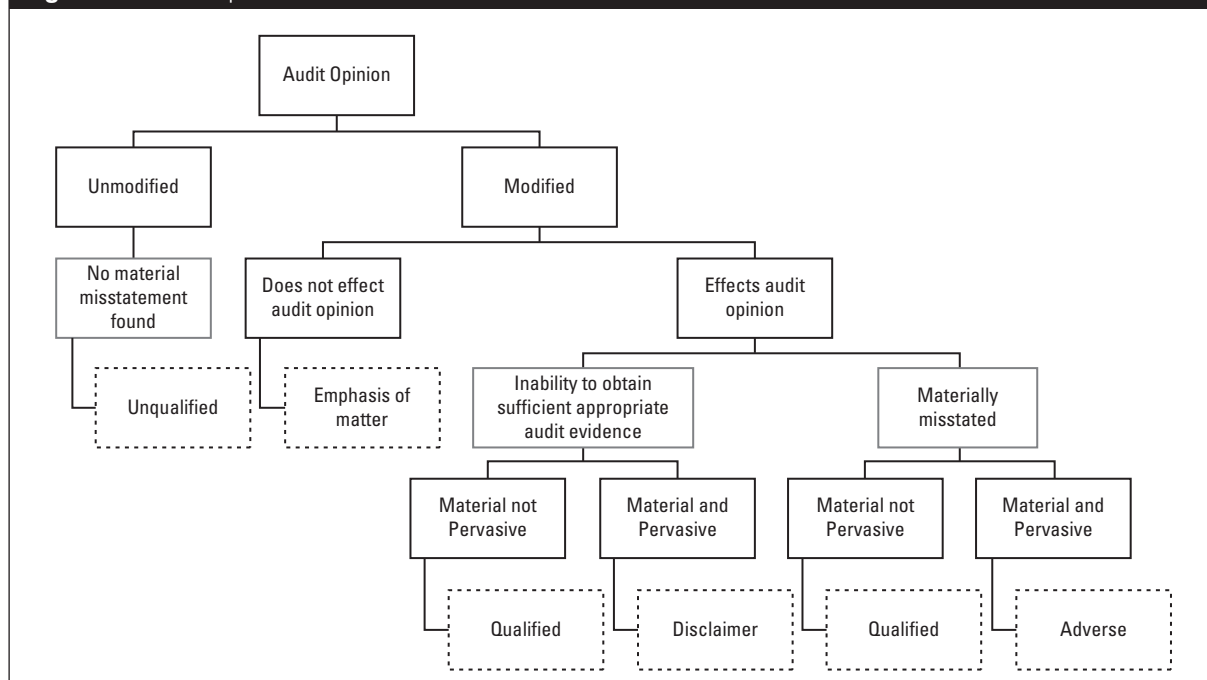 Audit Opinion
Unmodified
Modified
No material
misstatement
found
Does not effect
audit opinion
Effects audit
opinion
Unqualified
Emphasis of
matter
Inability to obtain
sufficient appropriate
audit evidence
Materially
misstated
Material not
Pervasive
Material and
Pervasive
Material not
Pervasive
Material and
Pervasive
Qualified
Disclaimer
Qualified
Adverse